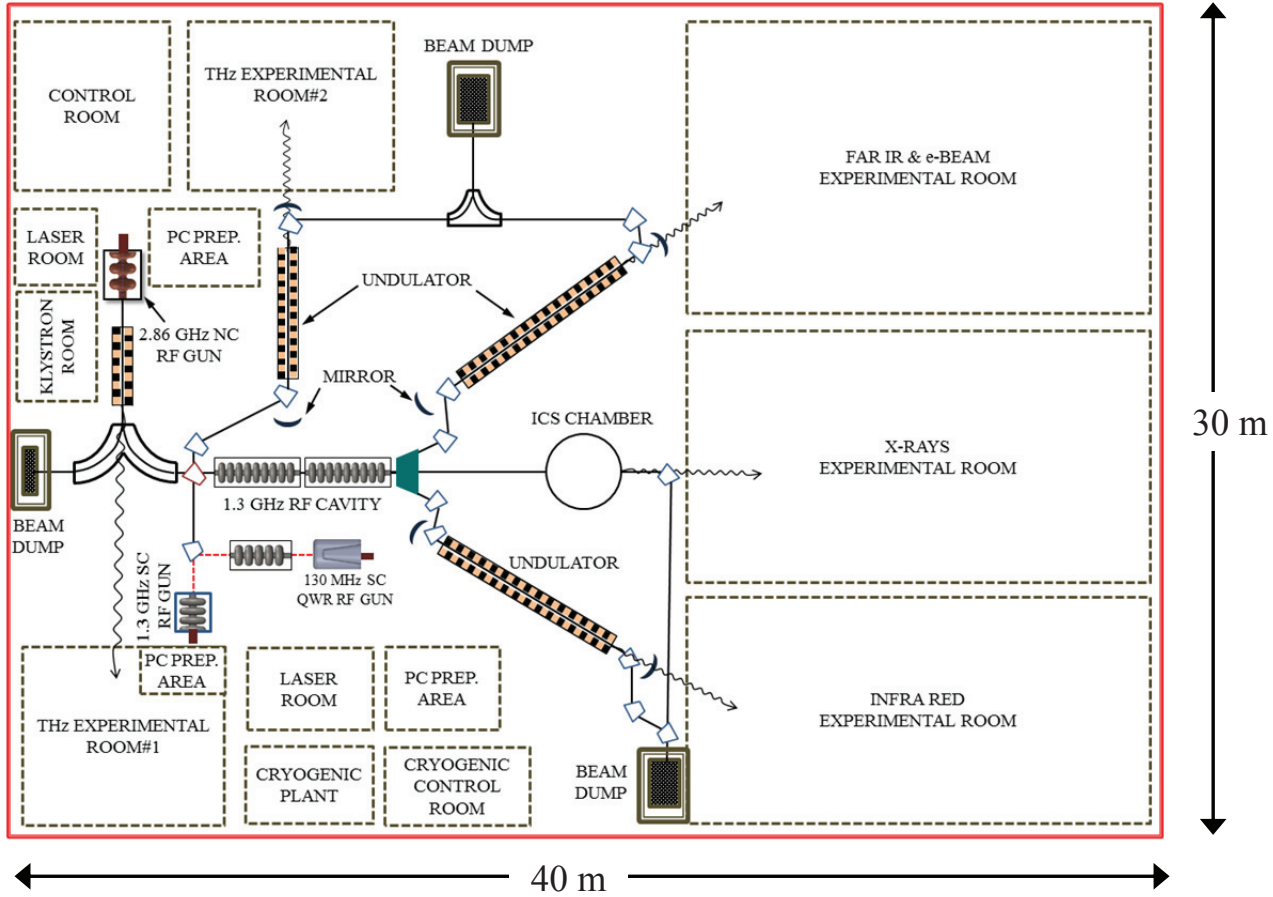 BEAM DUMP
CONTROL
ROOM
THz EXPERIMENTAL
ROOM#2
FAR IR & e-BEAM
EXPERIMENTAL ROOM
LASER
ROOM
PC PREP.
AREA
UNDULATOR
KLYSTRON
ROOM
2.86 GHz NC
RF GUN
MIRROR
ICS CHAMBER
30 m
X-RAYS
EXPERIMENTAL ROOM
1.3 GHz RF CAVITY
BEAM
DUMP
1.3 GHz SC
RF GUN
130 MHz SC
QWR RF GUN
UNDULATOR
PC PREP.
AREA
LASER
ROOM
PC PREP.
AREA
THz EXPERIMENTAL
ROOM#1
INFRA RED
EXPERIMENTAL ROOM
CRYOGENIC
PLANT
CRYOGENIC
CONTROL
ROOM
BEAM
DUMP
40 m